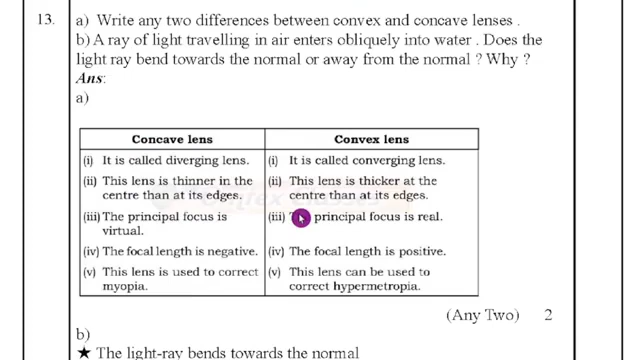 13. a) Write any two differences between convex and concave lenses .
b) A ray of light travelling in air enters obliquely into water . Does the
light ray bend towards the normal or away from the normal ? Why ?
Ans:
a)
Concave lens Convex lens
(i) It is called diverging lens. (i) It is called converging lens.
(ii) This lens is thinner in the (ii) This lens is thicker at the
centre than at its edges. centre than at its edges.
(iii) The principal focus is (iii) principal focus is real.
virtual.
(iv) The focal length is negative. (iv) The focal length is positive.
(v) This lens is used to correct (v) This lens can be used to
myopia. correct hypermetropia.
(Any Two) 2
b)
★ The light-ray bends towards the normal